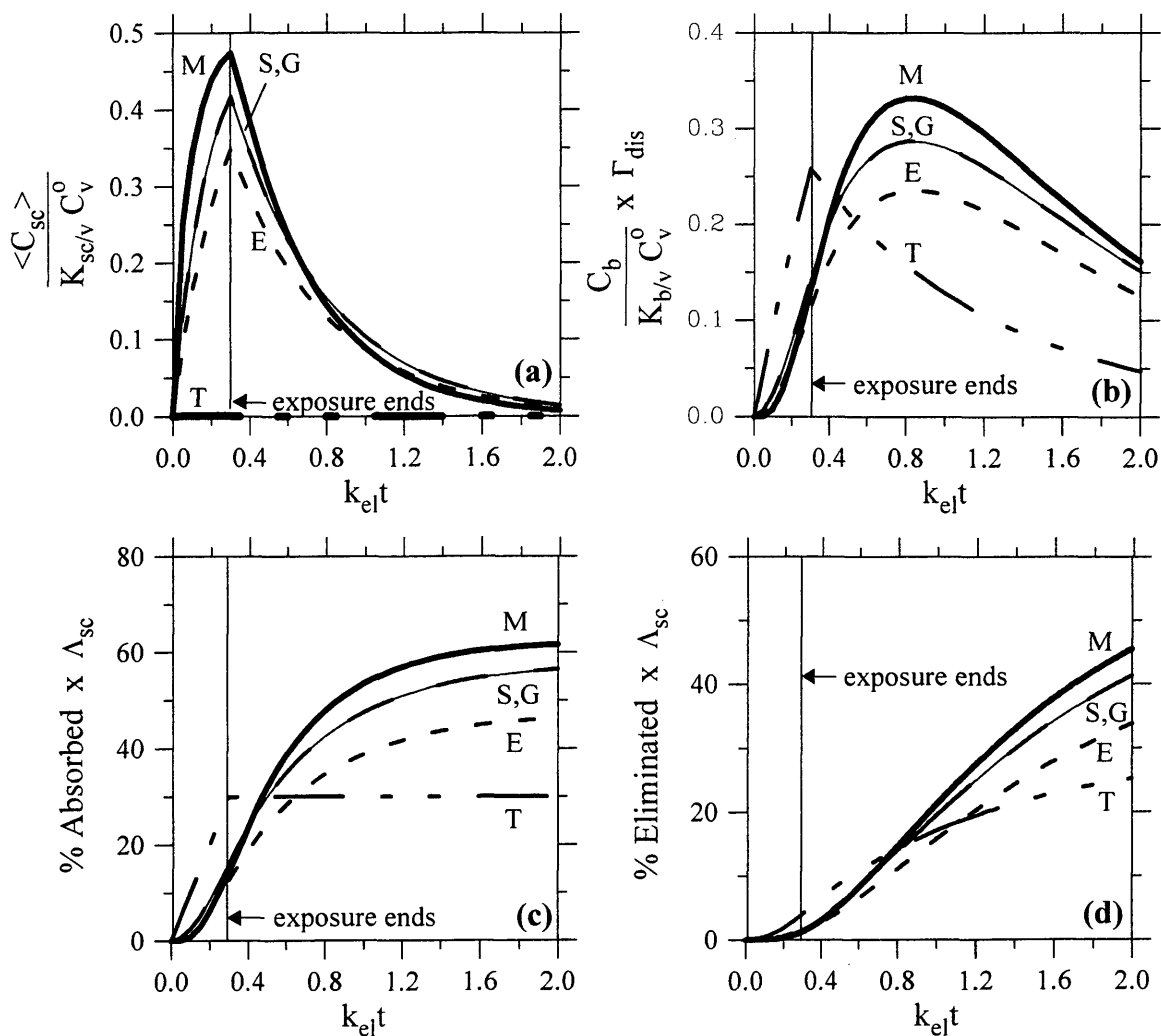 0.5
0.4
0.3
0.2
0.1
0.0
<C_sc>
K_sc/v C_v^o
M
S,G
E
T
exposure ends
(a)
0.0 0.4 0.8 1.2 1.6 2.0
k_el t
0.4
0.3
0.2
0.1
0.0
C_b
K_b/v C_v^o
x Γ_dis
M
S,G
E
T
exposure ends
(b)
0.0 0.4 0.8 1.2 1.6 2.0
k_el t
80
60
40
20
0
% Absorbed x Λ_sc
M
S,G
E
T
exposure ends
(c)
0.0 0.4 0.8 1.2 1.6 2.0
k_el t
60
40
20
0
% Eliminated x Λ_sc
M
S,G
E
T
exposure ends
(d)
0.0 0.4 0.8 1.2 1.6 2.0
k_el t